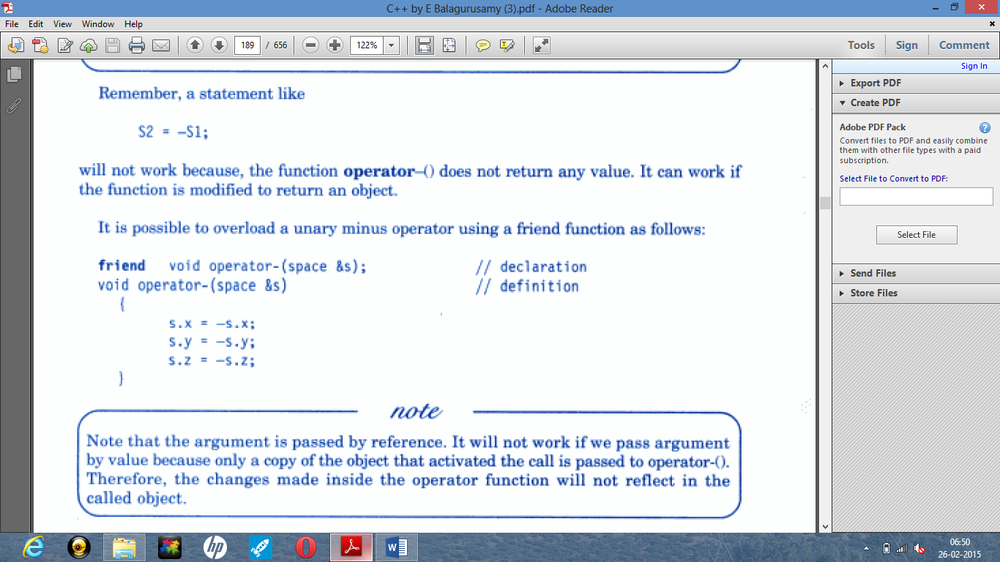 C++ by E Balagurusamy (3).pdf - Adobe Reader
File Edit View Window Help
189 / 656 122% Tools Sign Comment
Sign In
Export PDF
Create PDF
Adobe PDF Pack
Convert files to PDF and easily combine
them with other file types with a paid
subscription.
Select File to Convert to PDF:
Select File
Send Files
Store Files
Remember, a statement like
S2 = –S1;
will not work because, the function operator–() does not return any value. It can work if
the function is modified to return an object.
It is possible to overload a unary minus operator using a friend function as follows:
friend void operator-(space &s); // declaration
void operator-(space &s) // definition
{
s.x = –s.x;
s.y = –s.y;
s.z = –s.z;
}
note
Note that the argument is passed by reference. It will not work if we pass argument
by value because only a copy of the object that activated the call is passed to operator-().
Therefore, the changes made inside the operator function will not reflect in the
called object.
hp
06:50
26-02-2015